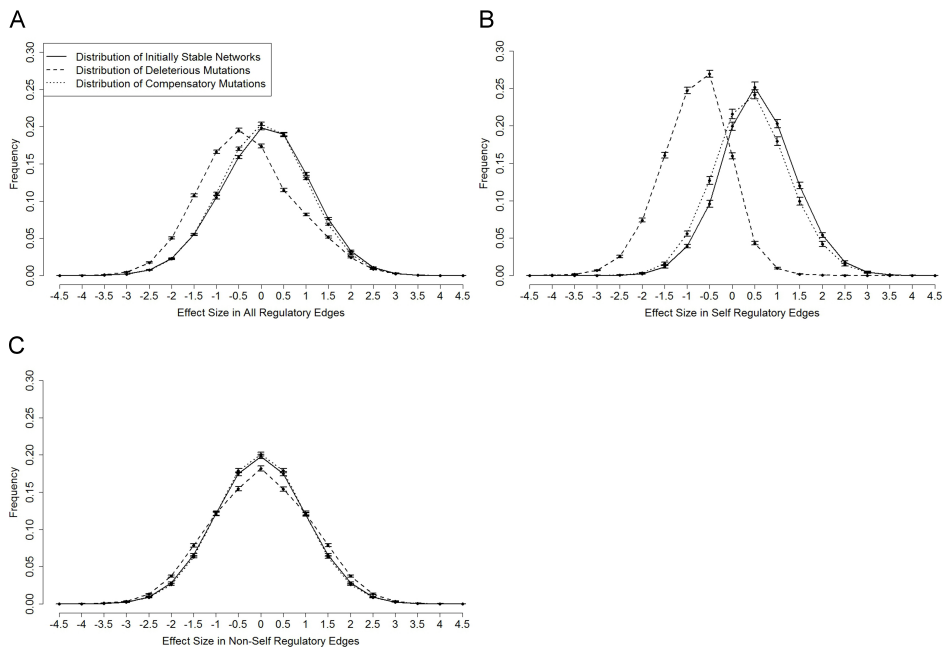 A
0.00 0.05 0.10 0.15 0.20 0.25 0.30
Frequency
Distribution of Initially Stable Networks
Distribution of Deleterious Mutations
Distribution of Compensatory Mutations
-4.5 -3.5 -3 -2.5 -2 -1.5 -1 -0.5 0 0.5 1 1.5 2 2.5 3 3.5 4.5
Effect Size in All Regulatory Edges
B
0.00 0.05 0.10 0.15 0.20 0.25 0.30
Frequency
-4.5 -3.5 -3 -2.5 -2 -1.5 -1 -0.5 0 0.5 1 1.5 2 2.5 3 3.5 4.5
Effect Size in Self Regulatory Edges
C
0.00 0.05 0.10 0.15 0.20 0.25 0.30
Frequency
-4.5 -3.5 -3 -2.5 -2 -1.5 -1 -0.5 0 0.5 1 1.5 2 2.5 3 3.5 4.5
Effect Size in Non-Self Regulatory Edges